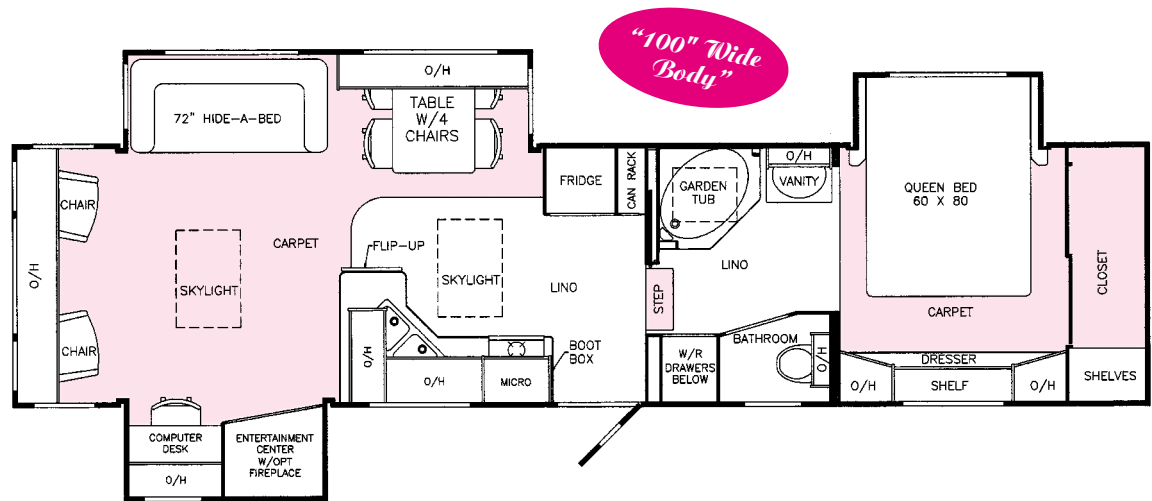 “100" Wide
Body”
O/H
72" HIDE-A-BED
TABLE
W/4
CHAIRS
FRIDGE
CAN RACK
GARDEN
TUB
O/H
VANITY
QUEEN BED
60 X 80
CHAIR
CARPET
FLIP-UP
SKYLIGHT
SKYLIGHT
LINO
LINO
O/H
CLOSET
STEP
CARPET
CHAIR
O/H
O/H
MICRO
BOOT
BOX
W/R
DRAWERS
BELOW
BATHROOM
O/H
DRESSER
O/H
SHELF
O/H
SHELVES
COMPUTER
DESK
O/H
ENTERTAINMENT
CENTER
W/OPT
FIREPLACE